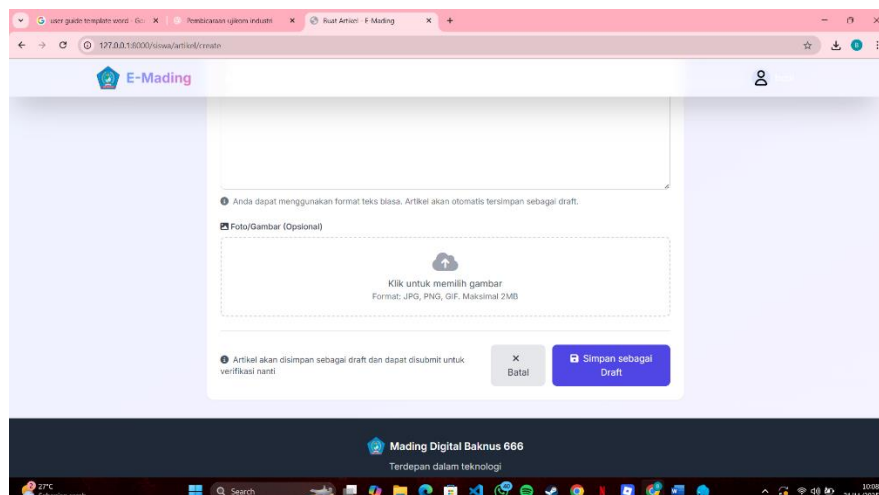 user guide template word - Go
Pembicaraan ujikom industri
Buat Artikel - E-Mading
127.0.0.1:8000/siswa/artikel/create
E-Mading
Anda dapat menggunakan format teks biasa. Artikel akan otomatis tersimpan sebagai draft.
Foto/Gambar (Opsional)
Klik untuk memilih gambar
Format: JPG, PNG, GIF. Maksimal 2MB
Artikel akan disimpan sebagai draft dan dapat disubmit untuk
verifikasi nanti
Batal
Simpan sebagai
Draft
Mading Digital Baknus 666
Terdepan dalam teknologi
27°C
Search
10:08